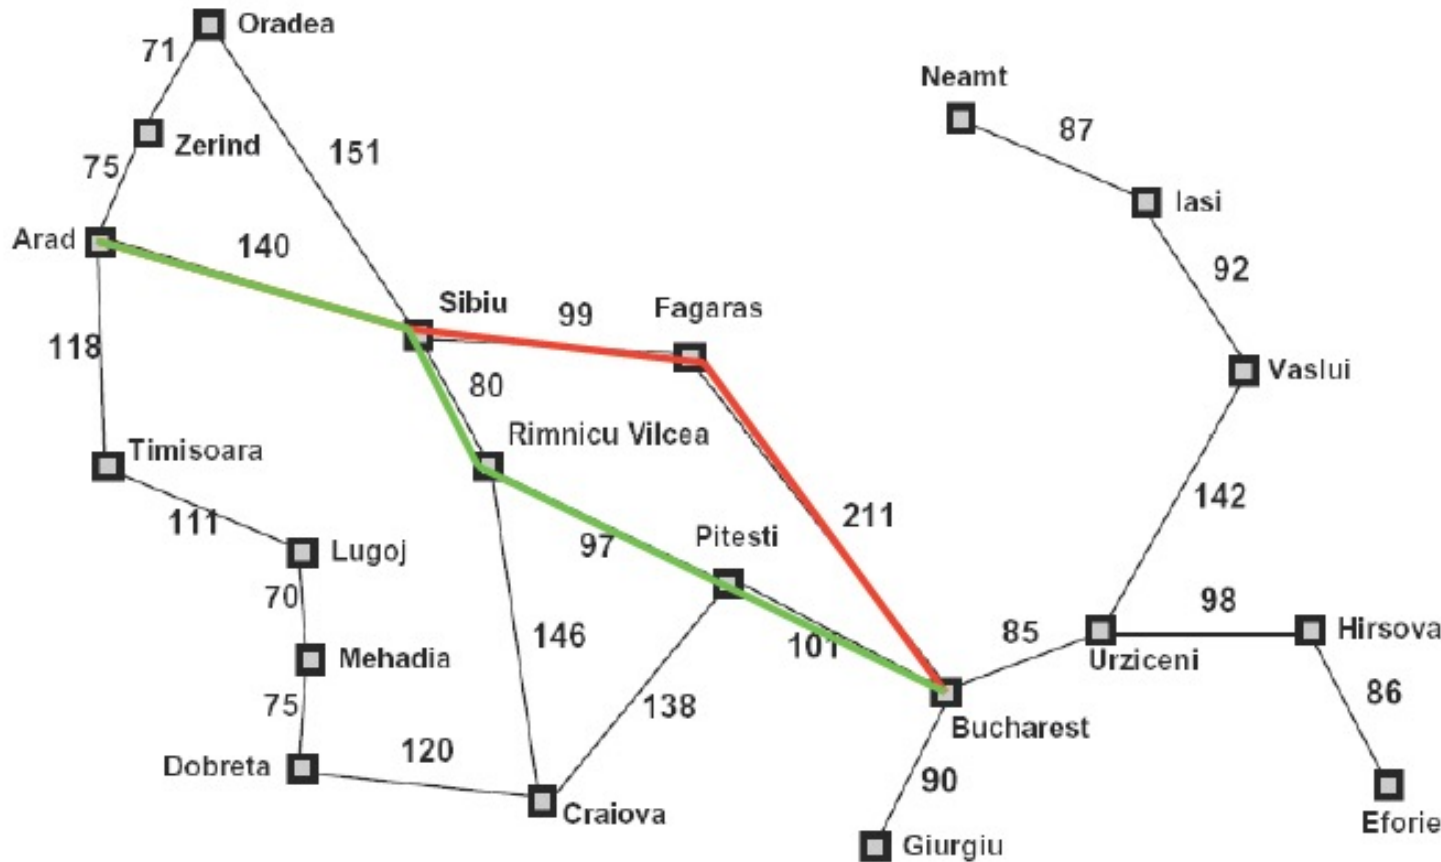 Oradea
71
Neamt
87
Zerind
151
75
Iasi
Arad
140
92
Sibiu
99
Fagaras
118
Vaslui
80
Rimnicu Vilcea
Timisoara
142
211
111
97
Pitesti
Lugoj
70
98
146
85
Hirsova
101
Mehadia
Urziceni
75
138
86
Bucharest
120
Dobreta
90
Craiova
Eforie
Giurgiu